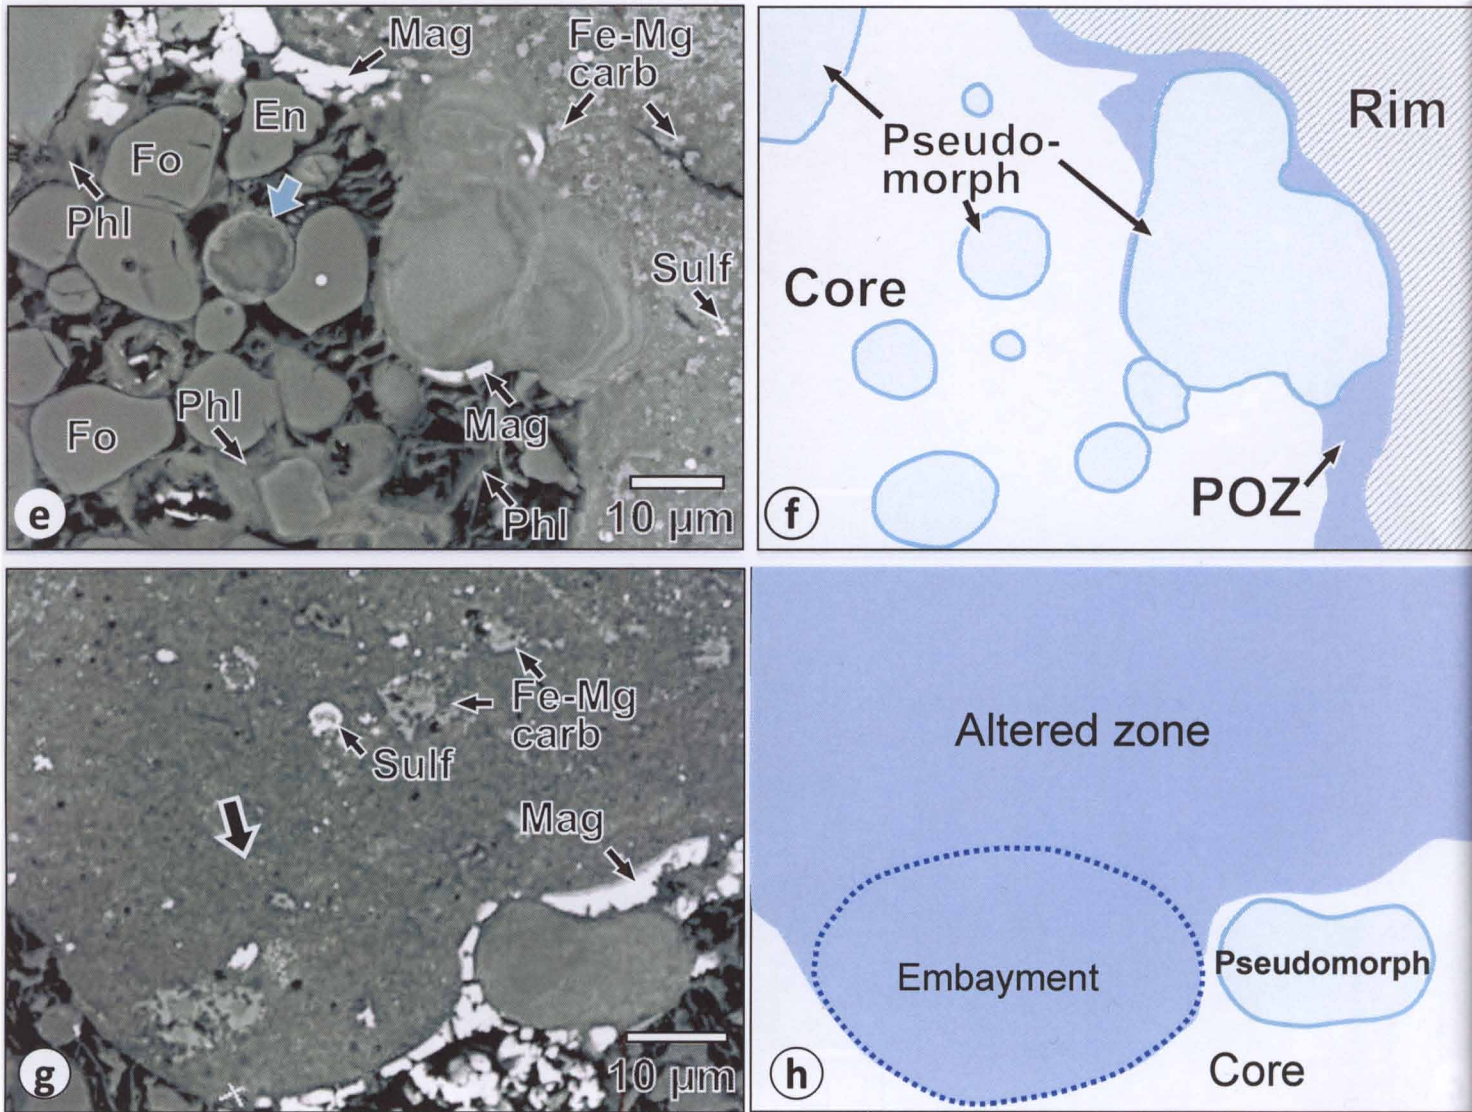 Mag
Fe-Mg
carb
En
Fo
Phl
Sulf
Phl
Fo
Mag
Phl
10 µm
e
Rim
Pseudo-
morph
Core
POZ
f
Fe-Mg
carb
Sulf
Mag
10 µm
g
Altered zone
Embayment
Pseudomorph
Core
h